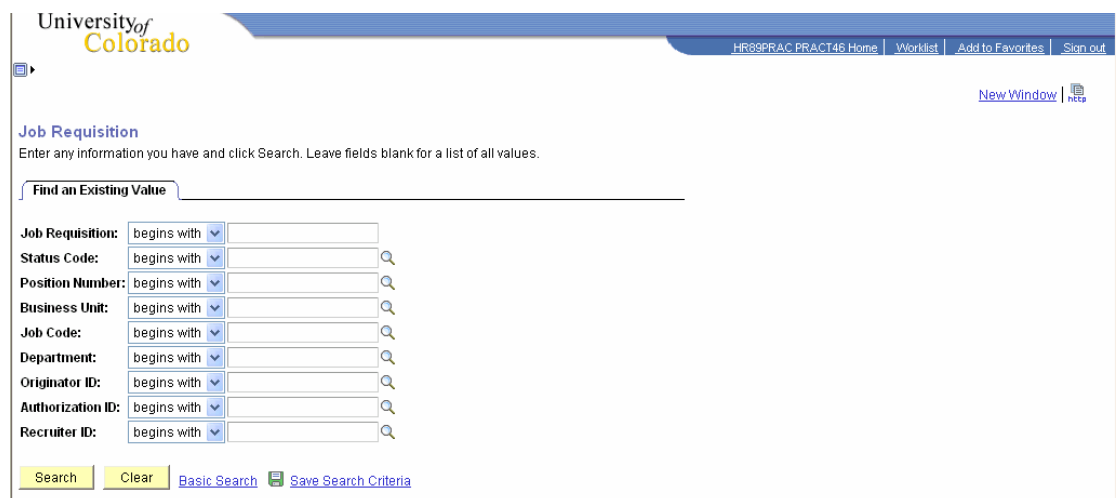 University of
Colorado
HR89PRAC PRACT46 Home | Worklist | Add to Favorites | Sign out
New Window | http
Job Requisition
Enter any information you have and click Search. Leave fields blank for a list of all values.
Find an Existing Value
Job Requisition: begins with
Status Code: begins with
Position Number: begins with
Business Unit: begins with
Job Code: begins with
Department: begins with
Originator ID: begins with
Authorization ID: begins with
Recruiter ID: begins with
Search Clear Basic Search Save Search Criteria